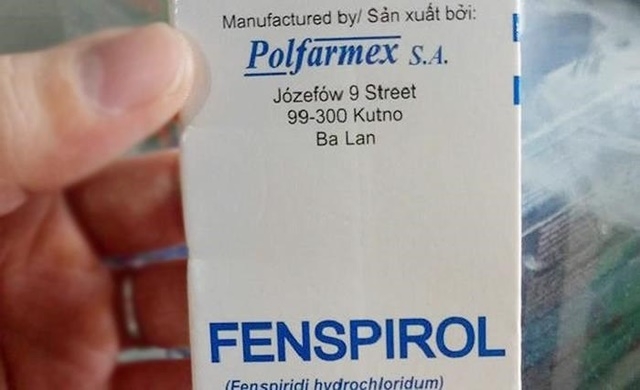 Manufactured by/ Sản xuất bởi:
Polfarmex S.A.
Józefów 9 Street
99-300 Kutno
Ba Lan
FENSPIROL
(Fenspiridi hydrochloridum)